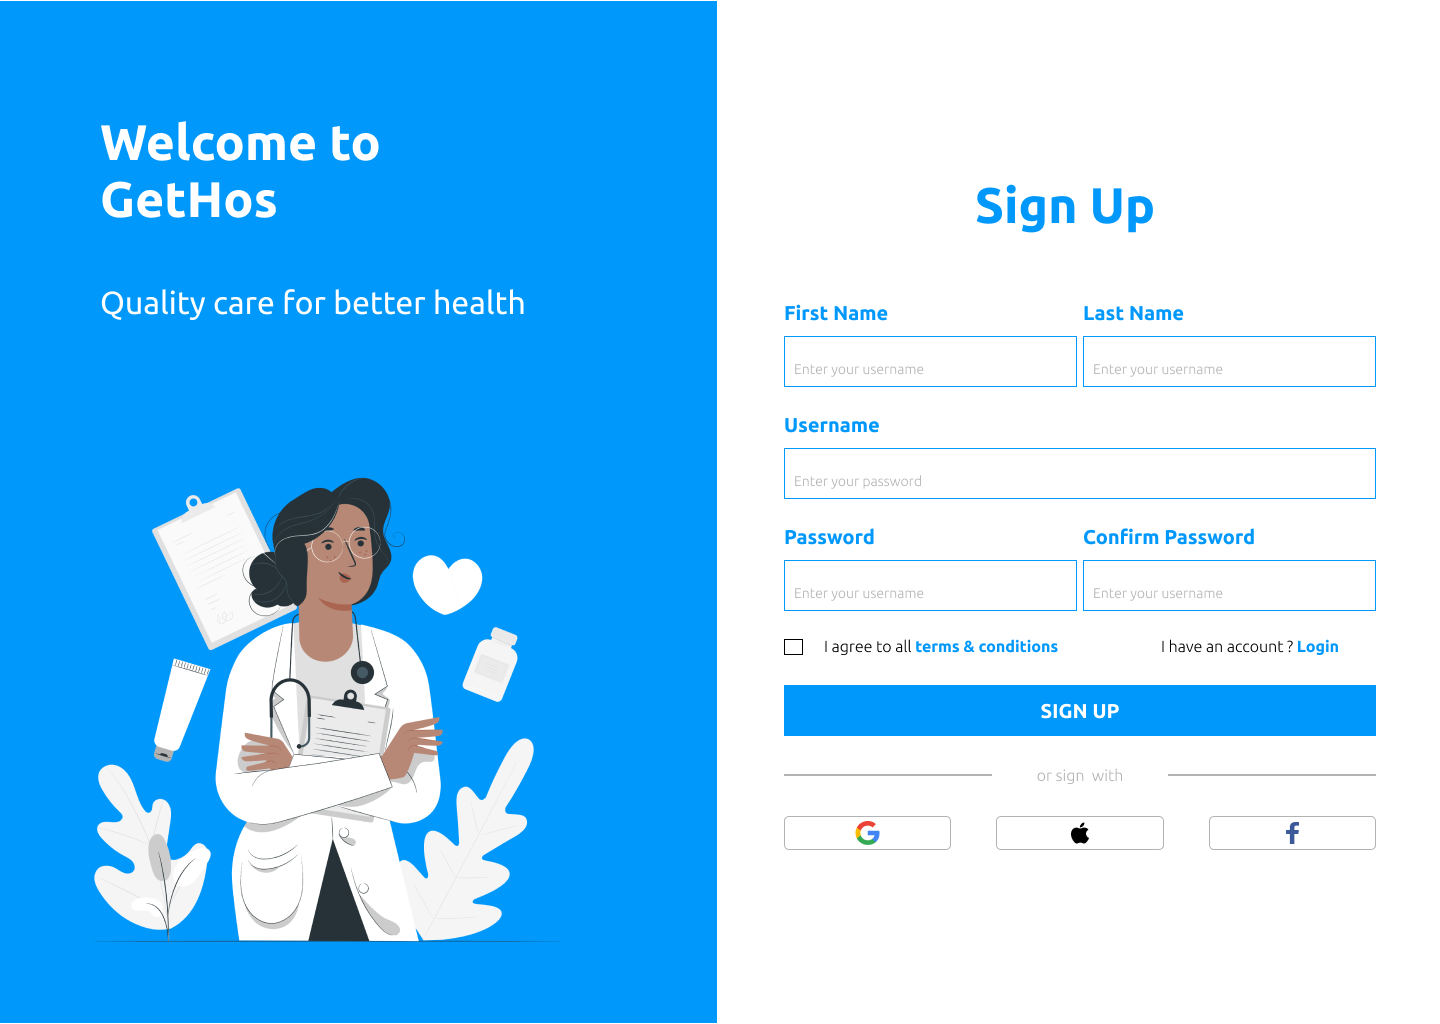 Welcome to
GetHos
Quality care for better health
Sign Up
First Name
Last Name
Enter your username
Enter your username
Username
Enter your password
Password
Confirm Password
Enter your username
Enter your username
I agree to all terms & conditions
I have an account ? Login
SIGN UP
or sign with